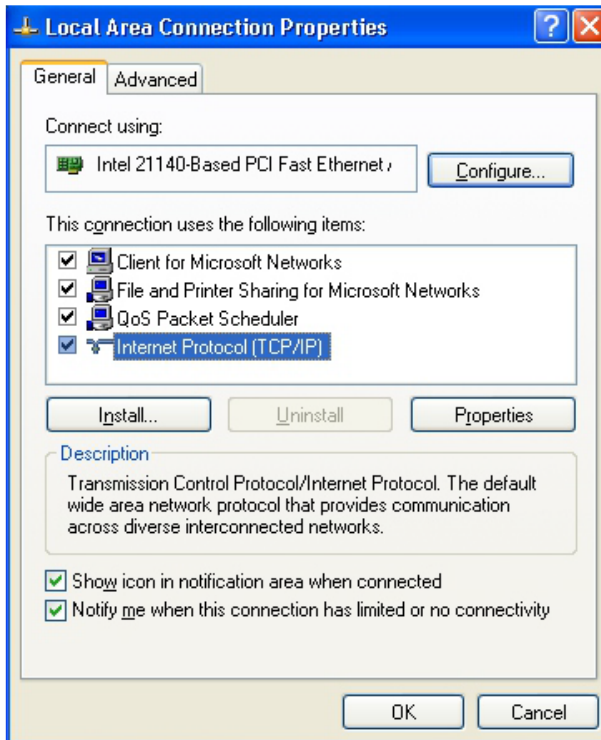 Local Area Connection Properties
General Advanced
Connect using:
Intel 21140-Based PCI Fast Ethernet
Configure...
This connection uses the following items:
Client for Microsoft Networks
File and Printer Sharing for Microsoft Networks
QoS Packet Scheduler
Internet Protocol (TCP/IP)
Install... Uninstall Properties
Description
Transmission Control Protocol/Internet Protocol. The default
wide area network protocol that provides communication
across diverse interconnected networks.
Show icon in notification area when connected
Notify me when this connection has limited or no connectivity
OK Cancel